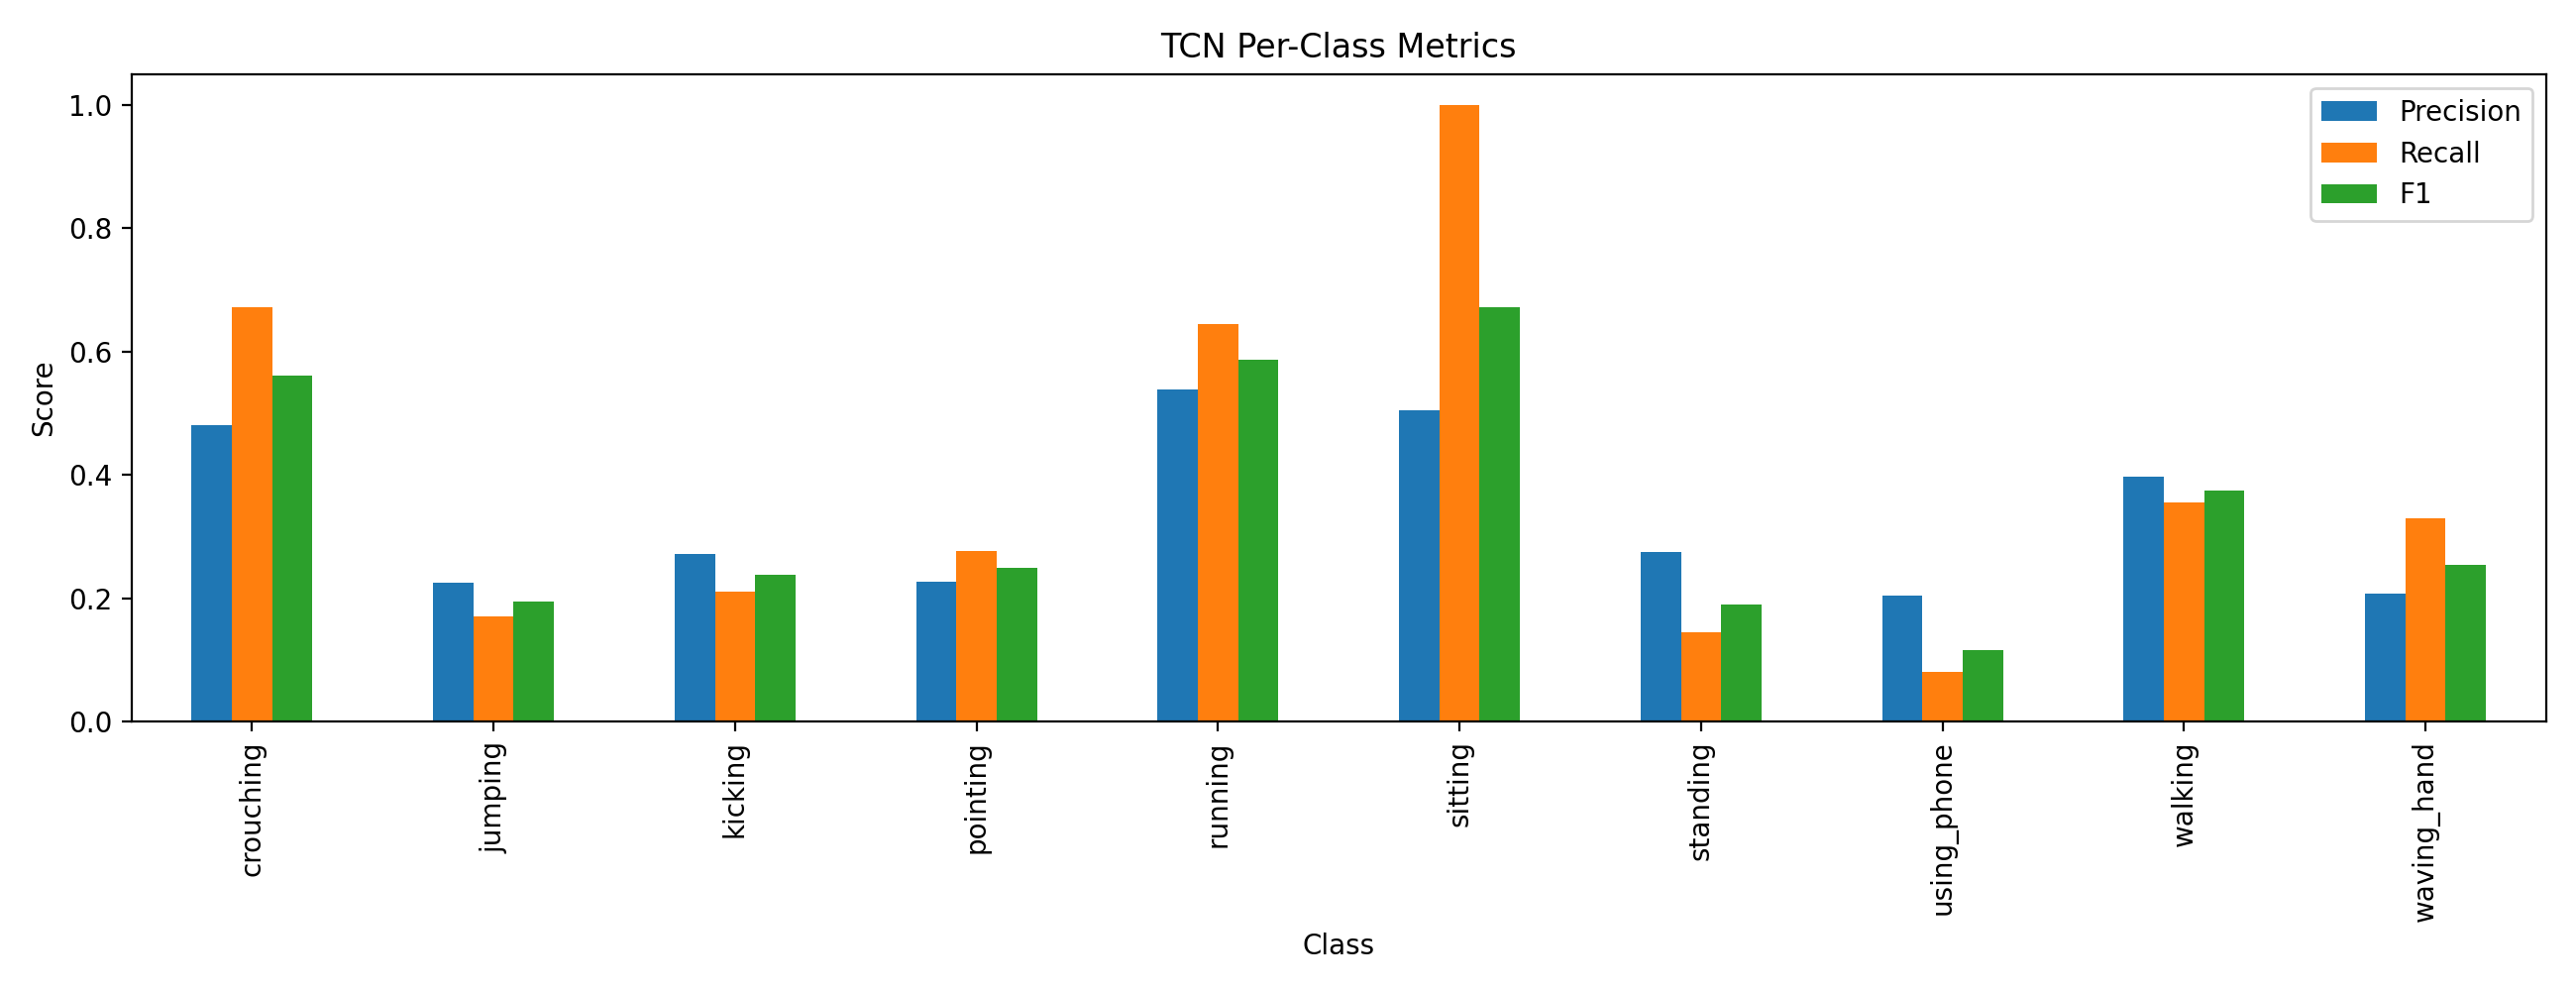 TCN Per-Class Metrics
Precision
Recall
F1
Score
1.0
0.8
0.6
0.4
0.2
0.0
crouching
jumping
kicking
pointing
running
sitting
standing
using_phone
walking
waving_hand
Class